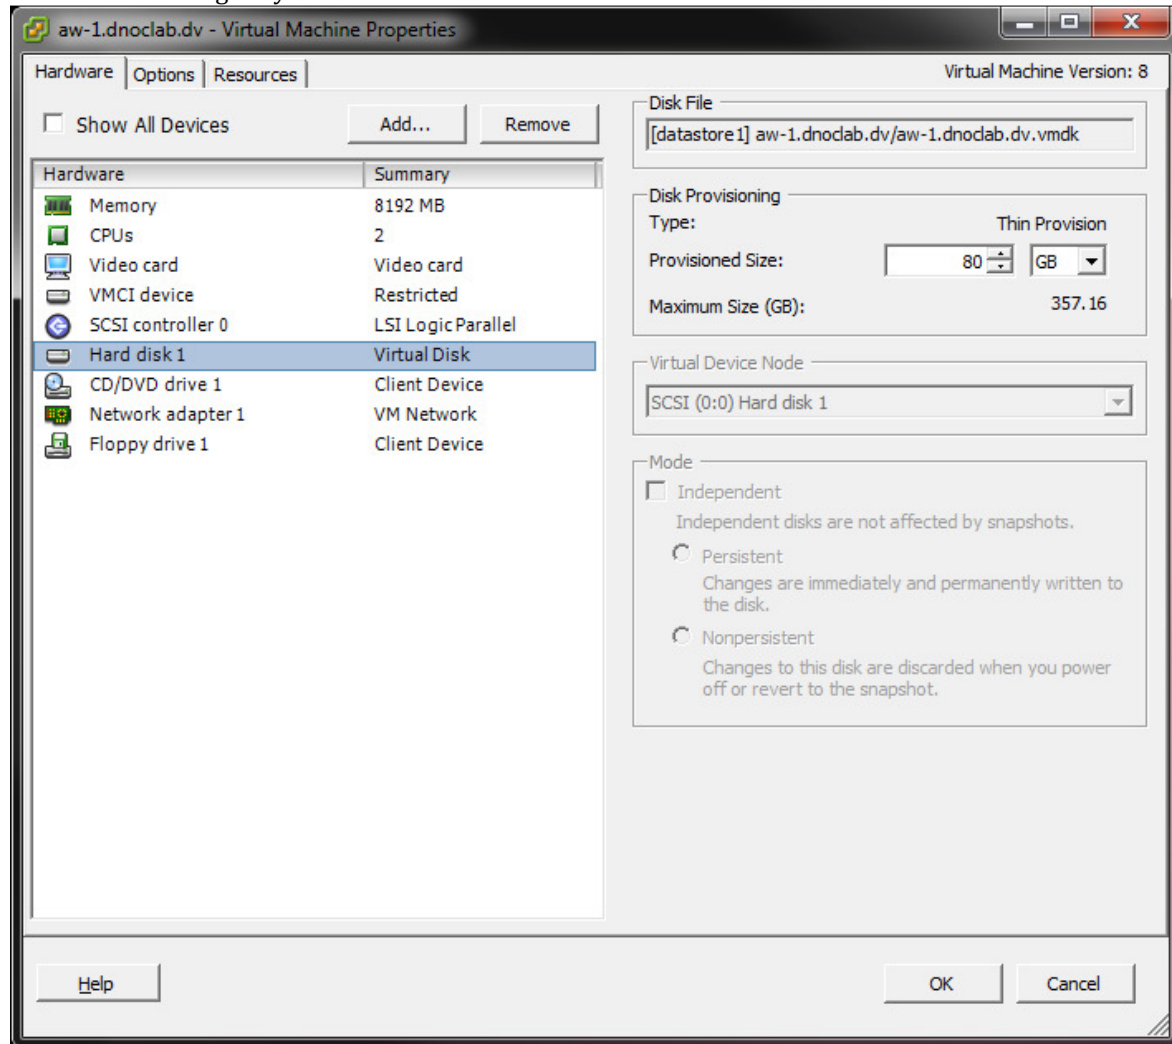 aw-1.dnoclab.dv - Virtual Machine Properties
Hardware Options Resources Virtual Machine Version: 8
Show All Devices Add... Remove
Hardware Summary
Memory 8192 MB
CPUs 2
Video card Video card
VMCI device Restricted
SCSI controller 0 LSI Logic Parallel
Hard disk 1 Virtual Disk
CD/DVD drive 1 Client Device
Network adapter 1 VM Network
Floppy drive 1 Client Device
Disk File
[datastore1] aw-1.dnoclab.dv/aw-1.dnoclab.dv.vmdk
Disk Provisioning
Type: Thin Provision
Provisioned Size: 80 GB
Maximum Size (GB): 357.16
Virtual Device Node
SCSI (0:0) Hard disk 1
Mode
Independent
Independent disks are not affected by snapshots.
Persistent
Changes are immediately and permanently written to
the disk.
Nonpersistent
Changes to this disk are discarded when you power
off or revert to the snapshot.
Help OK Cancel